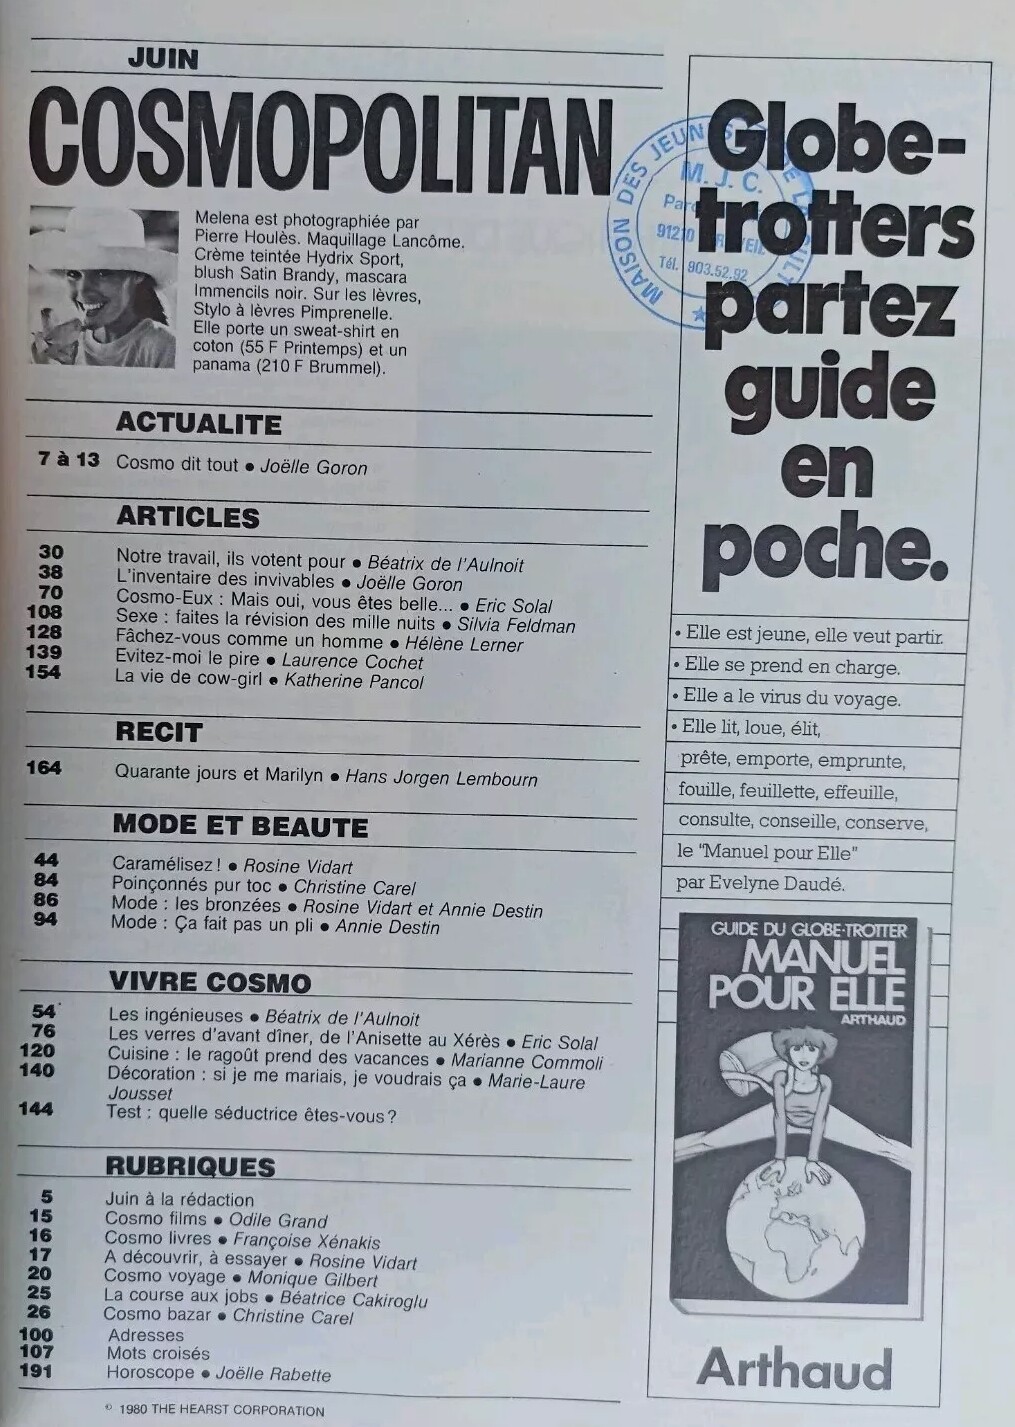 JUIN
COSMOPOLITAN
Melena est photographiée par
Pierre Houlès. Maquillage Lancôme.
Crème teintée Hydrix Sport,
blush Satin Brandy, mascara
Immencils noir. Sur les lèvres,
Stylo à lèvres Pimprenelle.
Elle porte un sweat-shirt en
coton (55 F Printemps) et un
panama (210 F Brummel).
ACTUALITE
7 à 13 Cosmo dit tout ● Joëlle Goron
ARTICLES
30 Notre travail, ils votent pour ● Béatrix de l'Aulnoit
38 L'inventaire des invivables ● Joëlle Goron
70 Cosmo-Eux : Mais oui, vous êtes belle... ● Eric Solal
108 Sexe : faites la révision des mille nuits ● Silvia Feldman
128 Fâchez-vous comme un homme ● Hélène Lerner
139 Evitez-moi le pire ● Laurence Cochet
154 La vie de cow-girl ● Katherine Pancol
RECIT
164 Quarante jours et Marilyn ● Hans Jorgen Lembourn
MODE ET BEAUTE
44 Caramélisez ! ● Rosine Vidart
84 Poinçonnés pur toc ● Christine Carel
86 Mode : les bronzées ● Rosine Vidart et Annie Destin
94 Mode : Ça fait pas un pli ● Annie Destin
VIVRE COSMO
54 Les ingénieuses ● Béatrix de l'Aulnoit
76 Les verres d'avant dîner, de l'Anisette au Xérès ● Eric Solal
120 Cuisine : le ragoût prend des vacances ● Marianne Commoli
140 Décoration : si je me mariais, je voudrais ça ● Marie-Laure
Jousset
144 Test : quelle séductrice êtes-vous ?
RUBRIQUES
5 Juin à la rédaction
15 Cosmo films ● Odile Grand
16 Cosmo livres ● Françoise Xénakis
17 A découvrir, à essayer ● Rosine Vidart
20 Cosmo voyage ● Monique Gilbert
25 La course aux jobs ● Béatrice Cakiroglu
26 Cosmo bazar ● Christine Carel
100 Adresses
107 Mots croisés
191 Horoscope ● Joëlle Rabette
© 1980 THE HEARST CORPORATION
Globe-
trotters
partez
guide
en
poche.
MAISON DES JEUN
M. J. C.
91210
Tél. 903.52.92
• Elle est jeune, elle veut partir.
• Elle se prend en charge.
• Elle a le virus du voyage.
• Elle lit, loue, élit,
prête, emporte, emprunte,
fouille, feuillette, effeuille,
consulte, conseille, conserve,
le "Manuel pour Elle"
par Evelyne Daudé.
GUIDE DU GLOBE-TROTTER
MANUEL
POUR ELLE
ARTHAUD
Arthaud